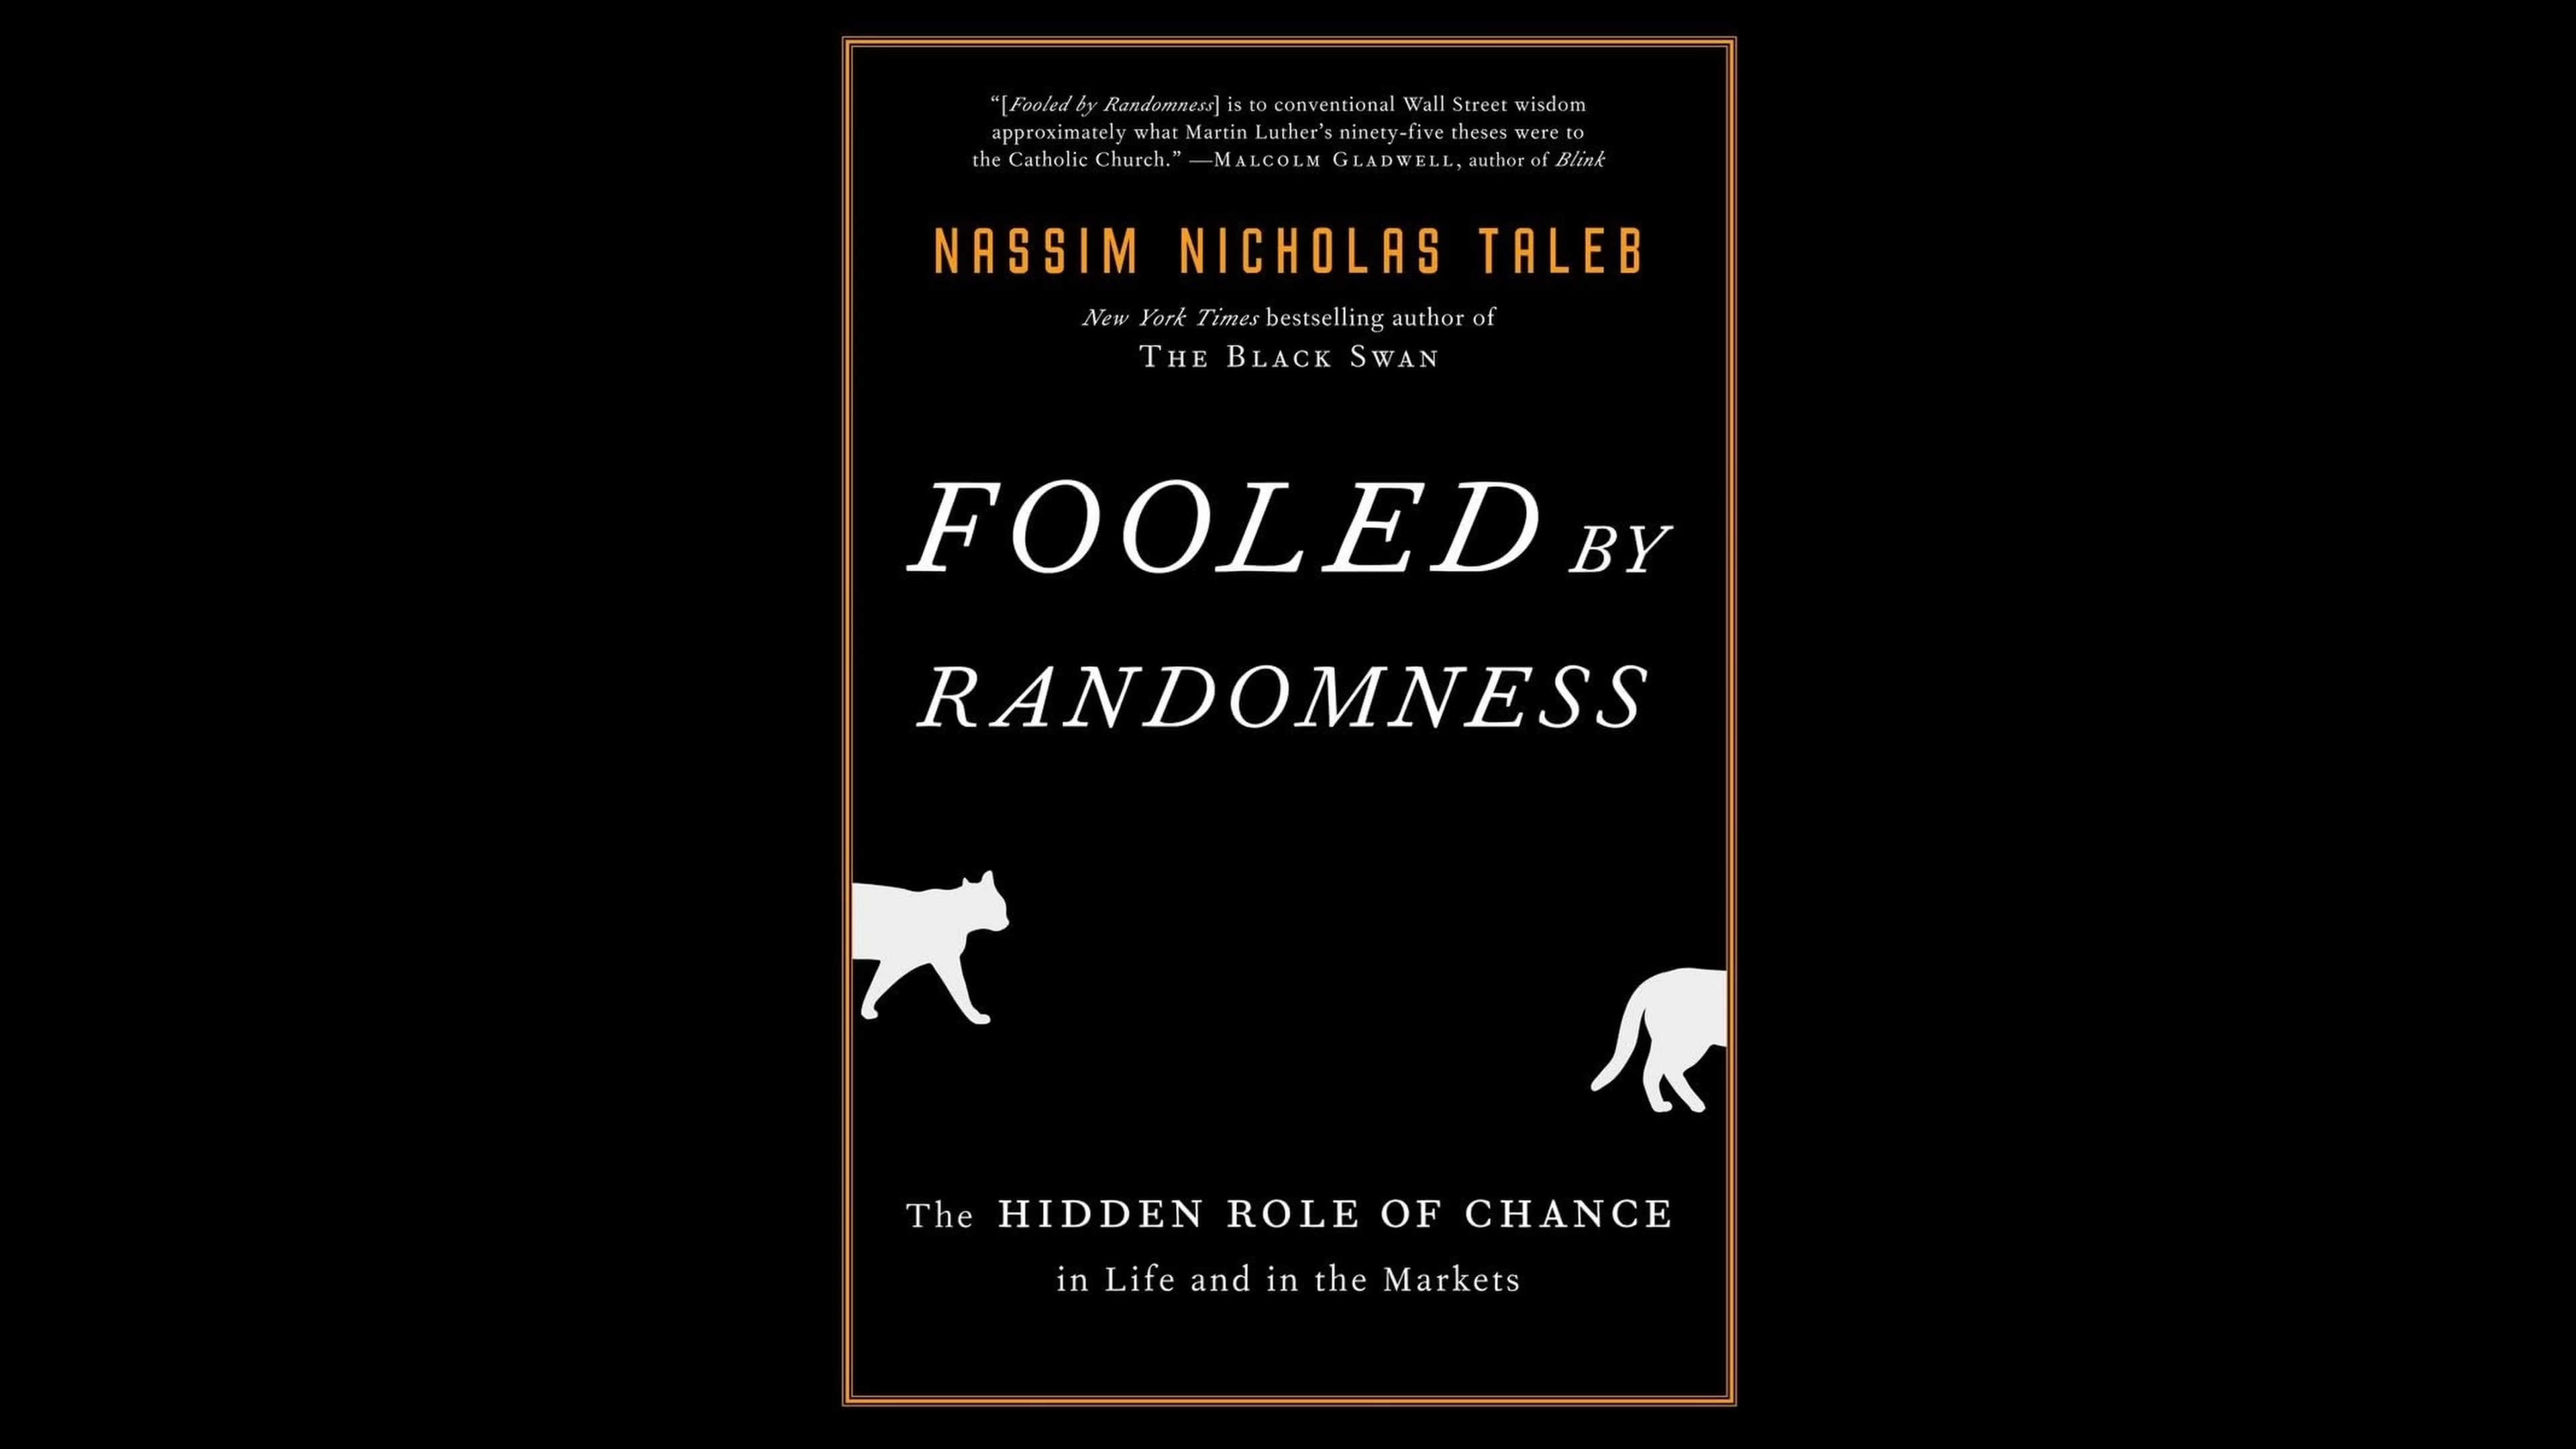 “[Fooled by Randomness] is to conventional Wall Street wisdom
approximately what Martin Luther’s ninety-five theses were to
the Catholic Church.” —MALCOLM GLADWELL, author of Blink
NASSIM NICHOLAS TALEB
New York Times bestselling author of
THE BLACK SWAN
FOOLED BY
RANDOMNESS
The HIDDEN ROLE OF CHANCE
in Life and in the Markets